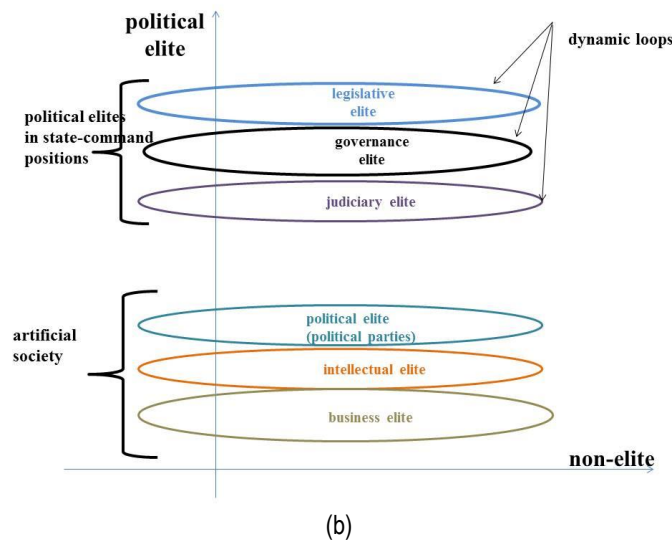 political
elite
dynamic loops
legislative
elite
political elites
in state-command
positions
governance
elite
judiciary elite
political elite
(political parties)
artificial
society
intellectual elite
business elite
non-elite
(b)